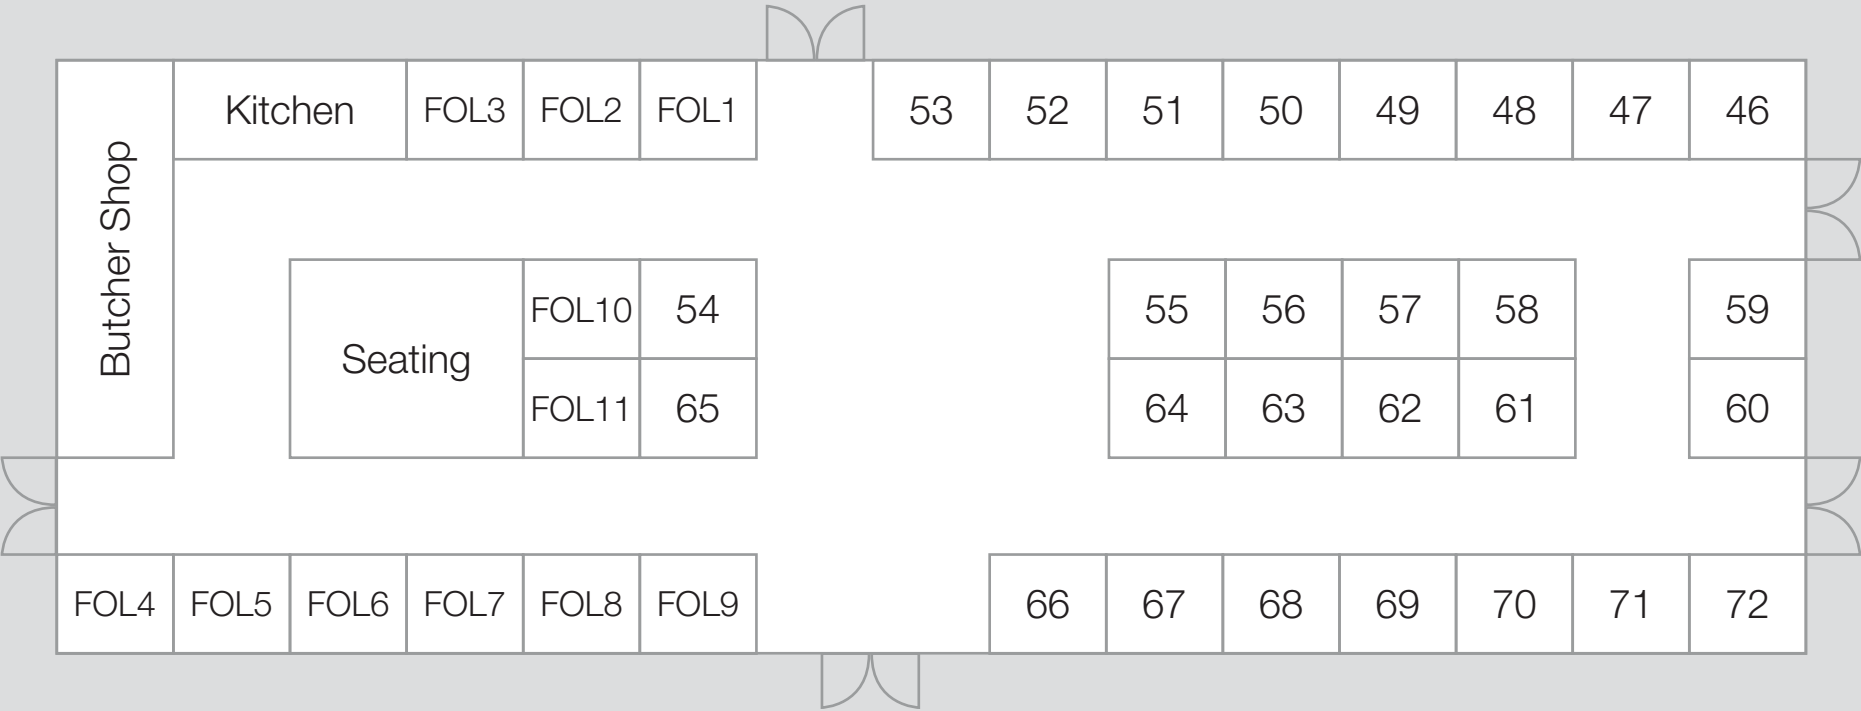 Kitchen FOL3 FOL2 FOL1 53 52 51 50 49 48 47 46
Butcher Shop
FOL10 54 55 56 57 58 59
Seating
FOL11 65 64 63 62 61 60
FOL4 FOL5 FOL6 FOL7 FOL8 FOL9 66 67 68 69 70 71 72